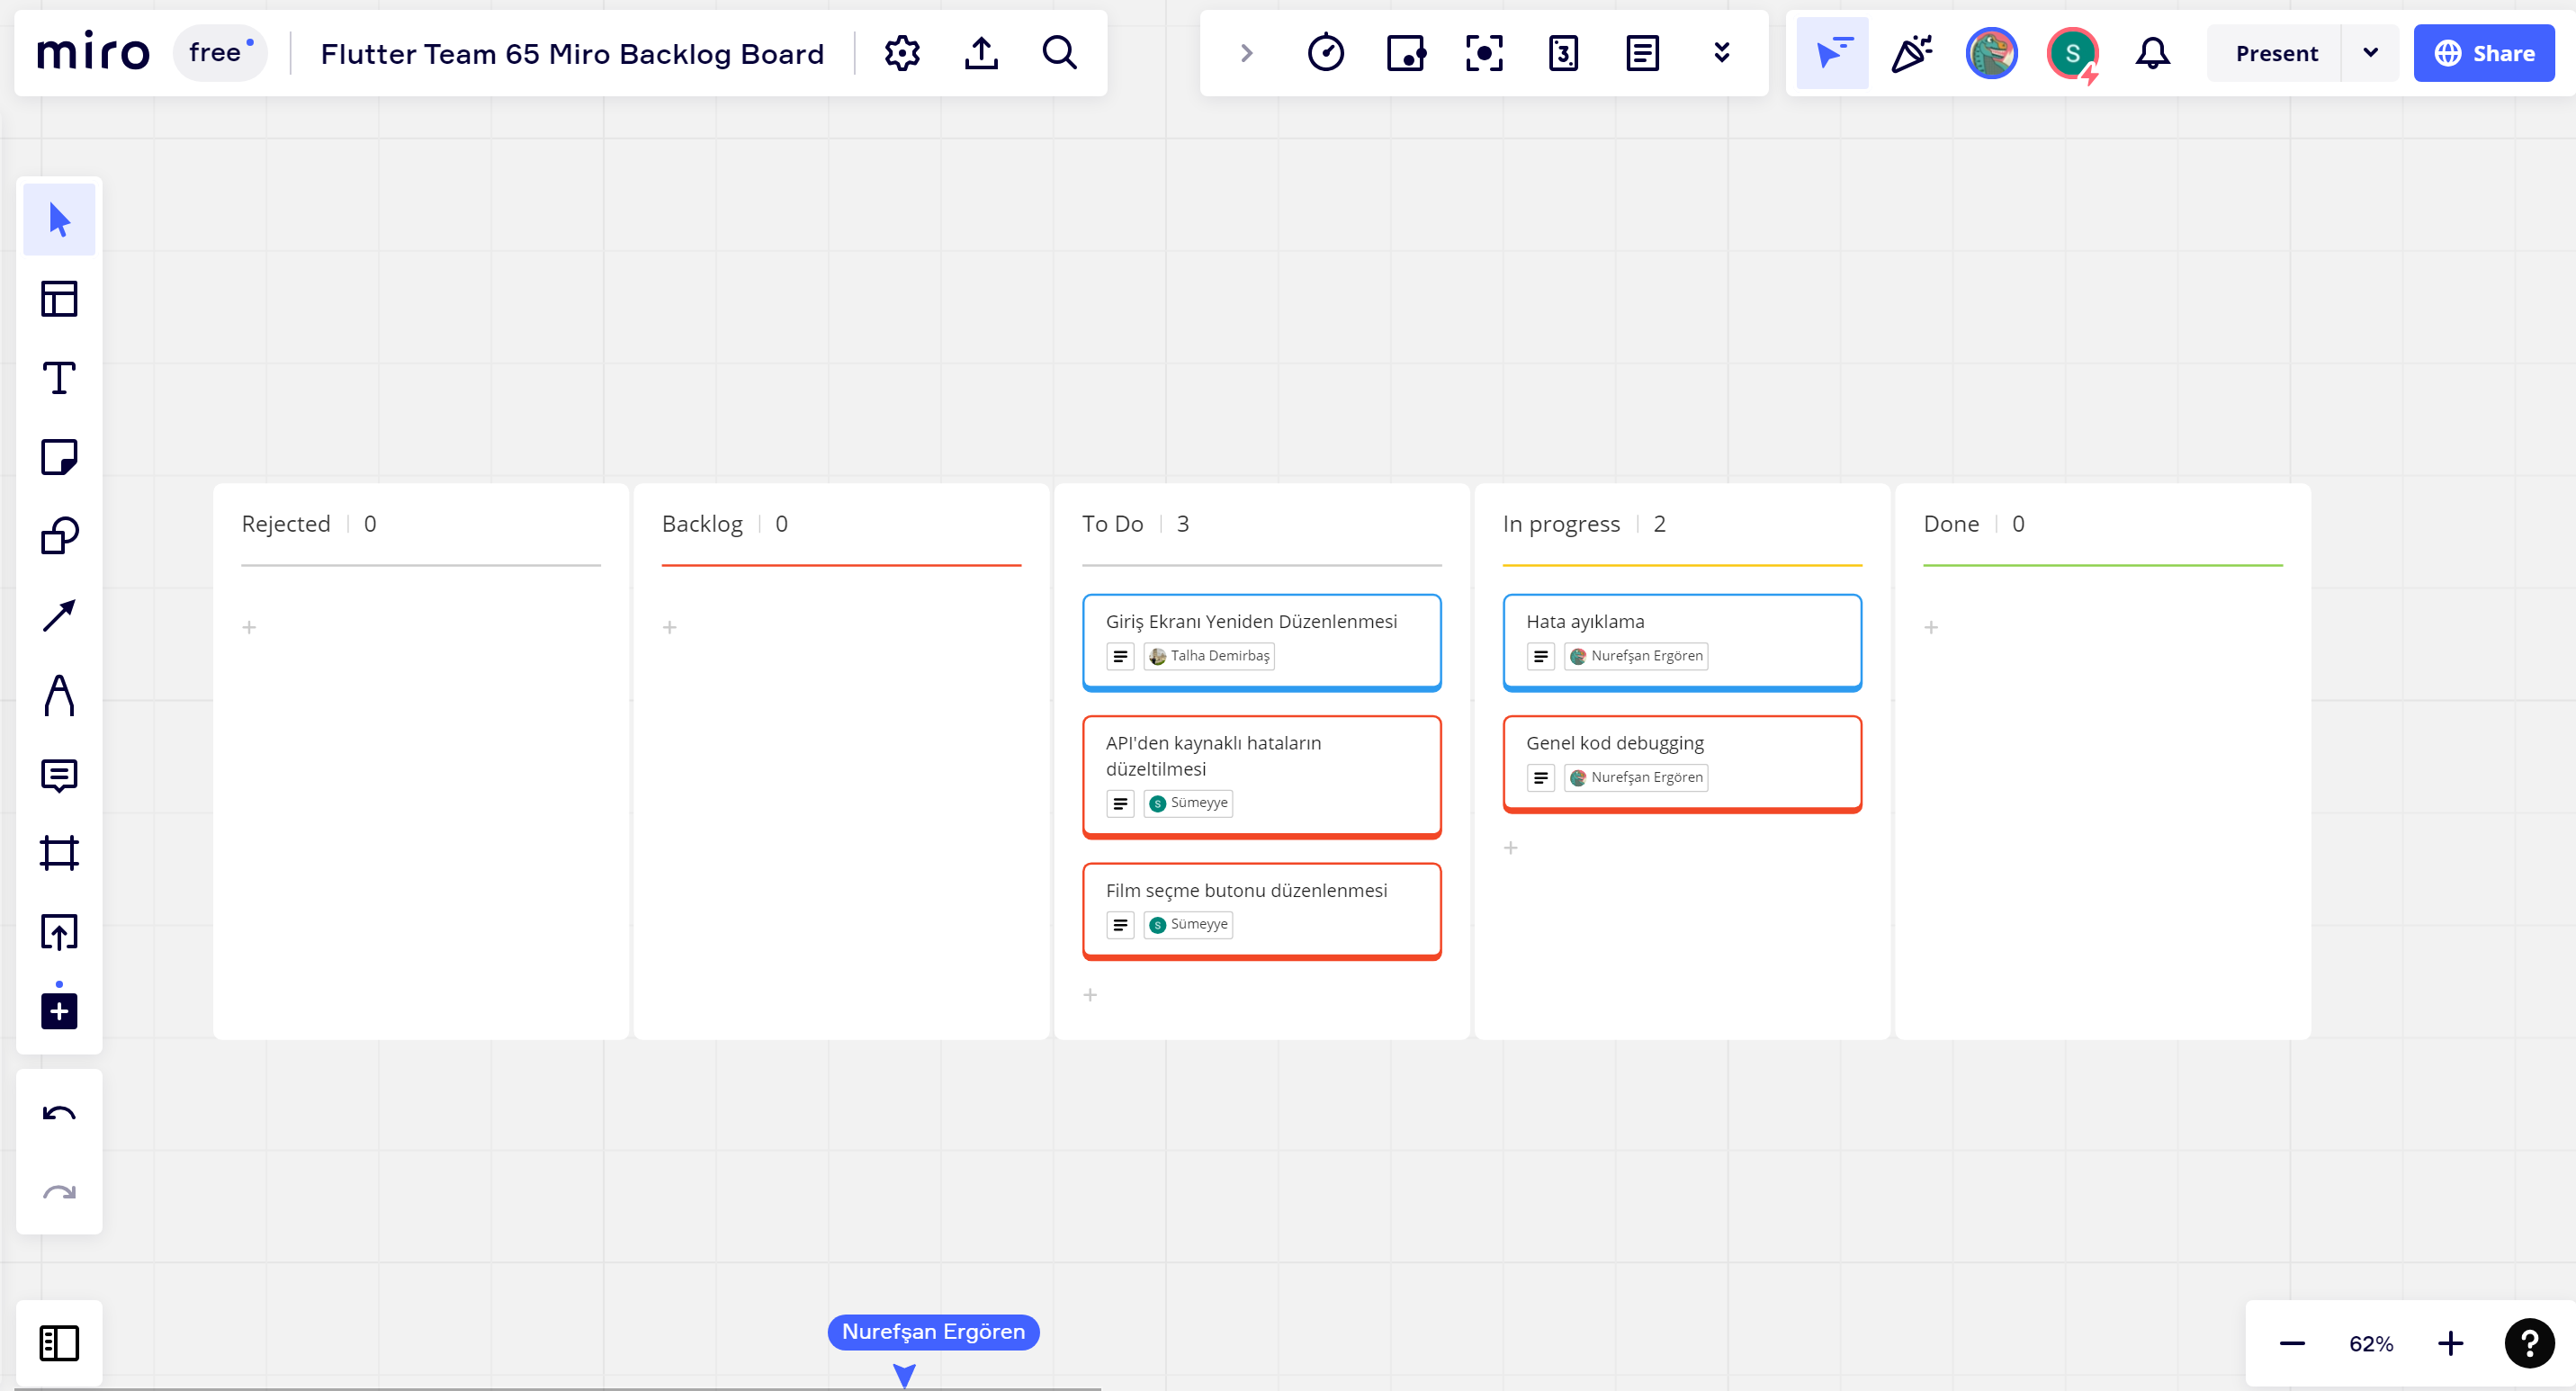 miro free Flutter Team 65 Miro Backlog Board
3 S Present Share
Rejected 0
Backlog 0
To Do 3
Giriş Ekranı Yeniden Düzenlenmesi
Talha Demirbaş
API'den kaynaklı hataların
düzeltilmesi
S Sümeyye
Film seçme butonu düzenlenmesi
S Sümeyye
In progress 2
Hata ayıklama
Nurefşan Ergören
Genel kod debugging
Nurefşan Ergören
Done 0
Nurefşan Ergören
62% ?